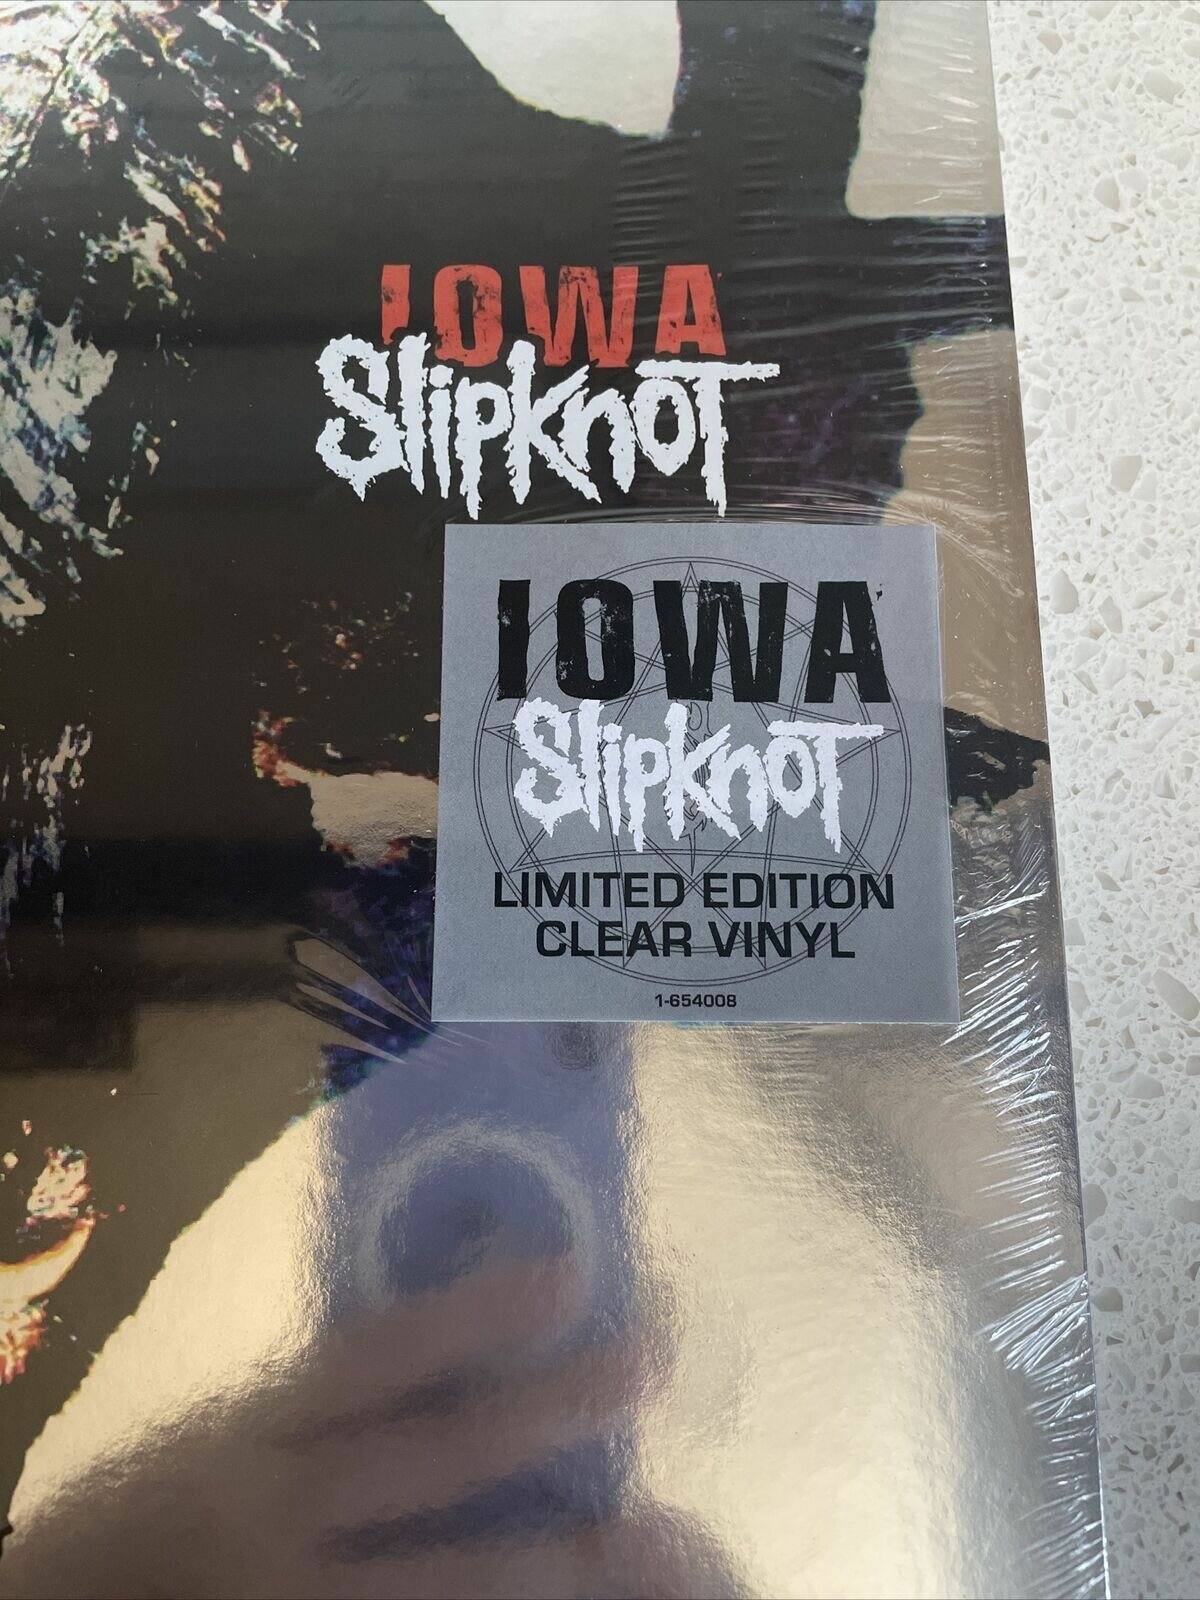 IOWA
Slipknot
IOWA
Slipknot
LIMITED EDITION
CLEAR VINYL
1-654008